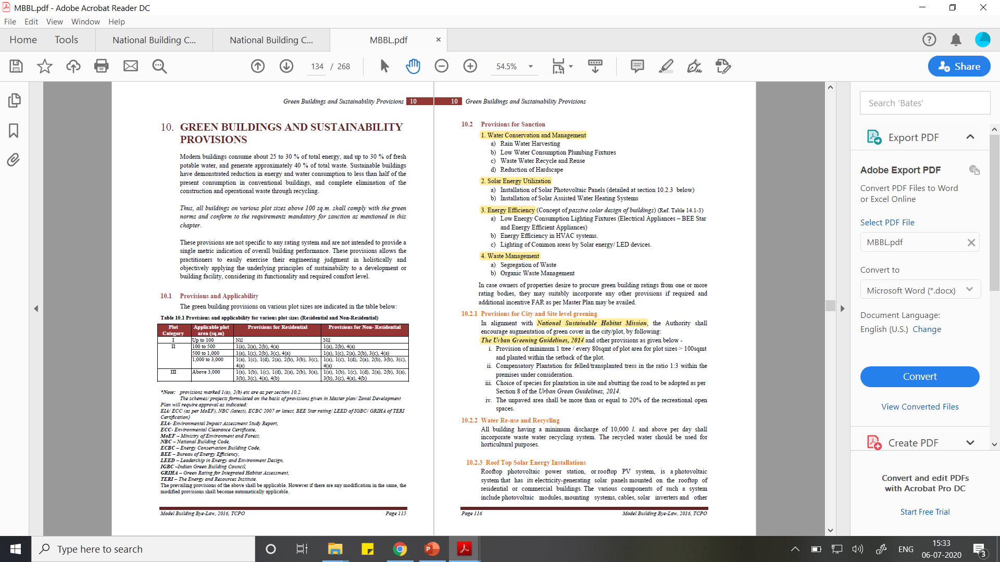 MBBL.pdf - Adobe Acrobat Reader DC
File Edit View Window Help
Home Tools National Building C... National Building C... MBBL.pdf ×
134 / 268 54.5% Share
Green Buildings and Sustainability Provisions 10
10. GREEN BUILDINGS AND SUSTAINABILITY
PROVISIONS
Modern buildings consume about 25 to 30 % of total energy, and up to 30 % of fresh
potable water, and generate approximately 40 % of total waste. Sustainable buildings
have demonstrated reduction in energy and water consumption to less than half of the
present consumption in conventional buildings, and complete elimination of the
construction and operational waste through recycling.
Thus, all buildings on various plot sizes above 100 sq.m. shall comply with the green
norms and conform to the requirements mandatory for sanction as mentioned in this
chapter.
These provisions are not specific to any rating system and are not intended to provide a
single metric indication of overall building performance. These provisions allows the
practitioners to easily exercise their engineering judgment in holistically and
objectively applying the underlying principles of sustainability to a development or
building facility, considering its functionality and required comfort level.
10.1 Provisions and Applicability
The green building provisions on various plot sizes are indicated in the table below:
Table 10.1 Provisions and applicability for various plot sizes (Residential and Non-Residential)
Plot Applicable plot Provisions for Residential Provisions for Non- Residential
Category area (sq.m)
I Up to 100 Nil Nil
II 100 to 500 1(a), 2(a), 2(b), 4(a) 1(a), 2(b), 4(a)
500 to 1,000 1(a), 1(c), 2(b), 3(c), 4(a) 1(a), 1(c), 2(a), 2(b), 3(c), 4(a)
1,000 to 3,000 1(a), 1(c), 1(d), 2(a), 2(b), 3(b), 3(c), 1(a), 1(c), 1(d), 2(a), 2(b), 3(b), 3(c),
4(a) 4(a)
III Above 3,000 1(a), 1(b), 1(c), 1(d), 2(a), 2(b), 3(a), 1(a), 1(b), 1(c), 1(d), 2(a), 2(b), 3(a),
3(b), 3(c), 4(a), 4(b) 3(b), 3(c), 4(a), 4(b)
*Note: provisions marked 1(a), 2(b) etc are as per section 10.2.
The schemes/ projects formulated on the basis of provisions given in Master plan/ Zonal Development
Plan will require approval as indicated:
EIA/ ECC (as per MoEF), NBC (latest), ECBC 2007 or latest, BEE Star rating/ LEED of IGBC/ GRIHA of TERI
Certification}
EIA- Environmental Impact Assessment Study Report,
ECC- Environmental Clearance Certificate,
MoEF – Ministry of Environment and Forest,
NBC – National Building Code,
ECBC – Energy Conservation Building Code,
BEE – Bureau of Energy Efficiency,
LEED – Leadership in Energy and Environment Design,
IGBC –Indian Green Building Council,
GRIHA – Green Rating for Integrated Habitat Assessment,
TERI – The Energy and Resources Institute.
The prevailing provisions of the above shall be applicable. However if there are any modification in the same, the
modified provisions shall become automatically applicable.
Model Building Bye-Law, 2016, TCPO Page 115
10 Green Buildings and Sustainability Provisions
10.2 Provisions for Sanction
1. Water Conservation and Management
a) Rain Water Harvesting
b) Low Water Consumption Plumbing Fixtures
c) Waste Water Recycle and Reuse
d) Reduction of Hardscape
2. Solar Energy Utilization
a) Installation of Solar Photovoltaic Panels (detailed at section 10.2.3 below)
b) Installation of Solar Assisted Water Heating Systems
3. Energy Efficiency (Concept of passive solar design of buildings) (Ref. Table 14.1-3)
a) Low Energy Consumption Lighting Fixtures (Electrical Appliances – BEE Star
and Energy Efficient Appliances)
b) Energy Efficiency in HVAC systems.
c) Lighting of Common areas by Solar energy/ LED devices.
4. Waste Management
a) Segregation of Waste
b) Organic Waste Management
In case owners of properties desire to procure green building ratings from one or more
rating bodies, they may suitably incorporate any other provisions if required and
additional incentive FAR as per Master Plan may be availed.
10.2.1 Provisions for City and Site level greening
In alignment with National Sustainable Habitat Mission, the Authority shall
encourage augmentation of green cover in the city/plot, by following:
The Urban Greening Guidelines, 2014 and other provisions as given below -
i. Provision of minimum 1 tree / every 80sqmt of plot area for plot sizes > 100sqmt
and planted within the setback of the plot.
ii. Compensatory Plantation for felled/transplanted tress in the ratio 1:3 within the
premises under consideration.
iii. Choice of species for plantation in site and abutting the road to be adopted as per
Section 8 of the Urban Green Guidelines, 2014.
iv. The unpaved area shall be more than or equal to 20% of the recreational open
spaces.
10.2.2 Water Re-use and Recycling
All building having a minimum discharge of 10,000 l. and above per day shall
incorporate waste water recycling system. The recycled water should be used for
horticultural purposes.
10.2.3 Roof Top Solar Energy Installations
Rooftop photovoltaic power station, or rooftop PV system, is a photovoltaic
system that has its electricity-generating solar panels mounted on the rooftop of
residential or commercial buildings. The various components of such a system
include photovoltaic modules, mounting systems, cables, solar inverters and other
Page 116 Model Building Bye-Law, 2016, TCPO
Search 'Bates'
Export PDF
Adobe Export PDF
Convert PDF Files to Word
or Excel Online
Select PDF File
MBBL.pdf
Convert to
Microsoft Word (*.docx)
Document Language:
English (U.S.) Change
Convert
View Converted Files
Create PDF
Convert and edit PDFs
with Acrobat Pro DC
Start Free Trial
Type here to search
ENG
15:33
06-07-2020
3